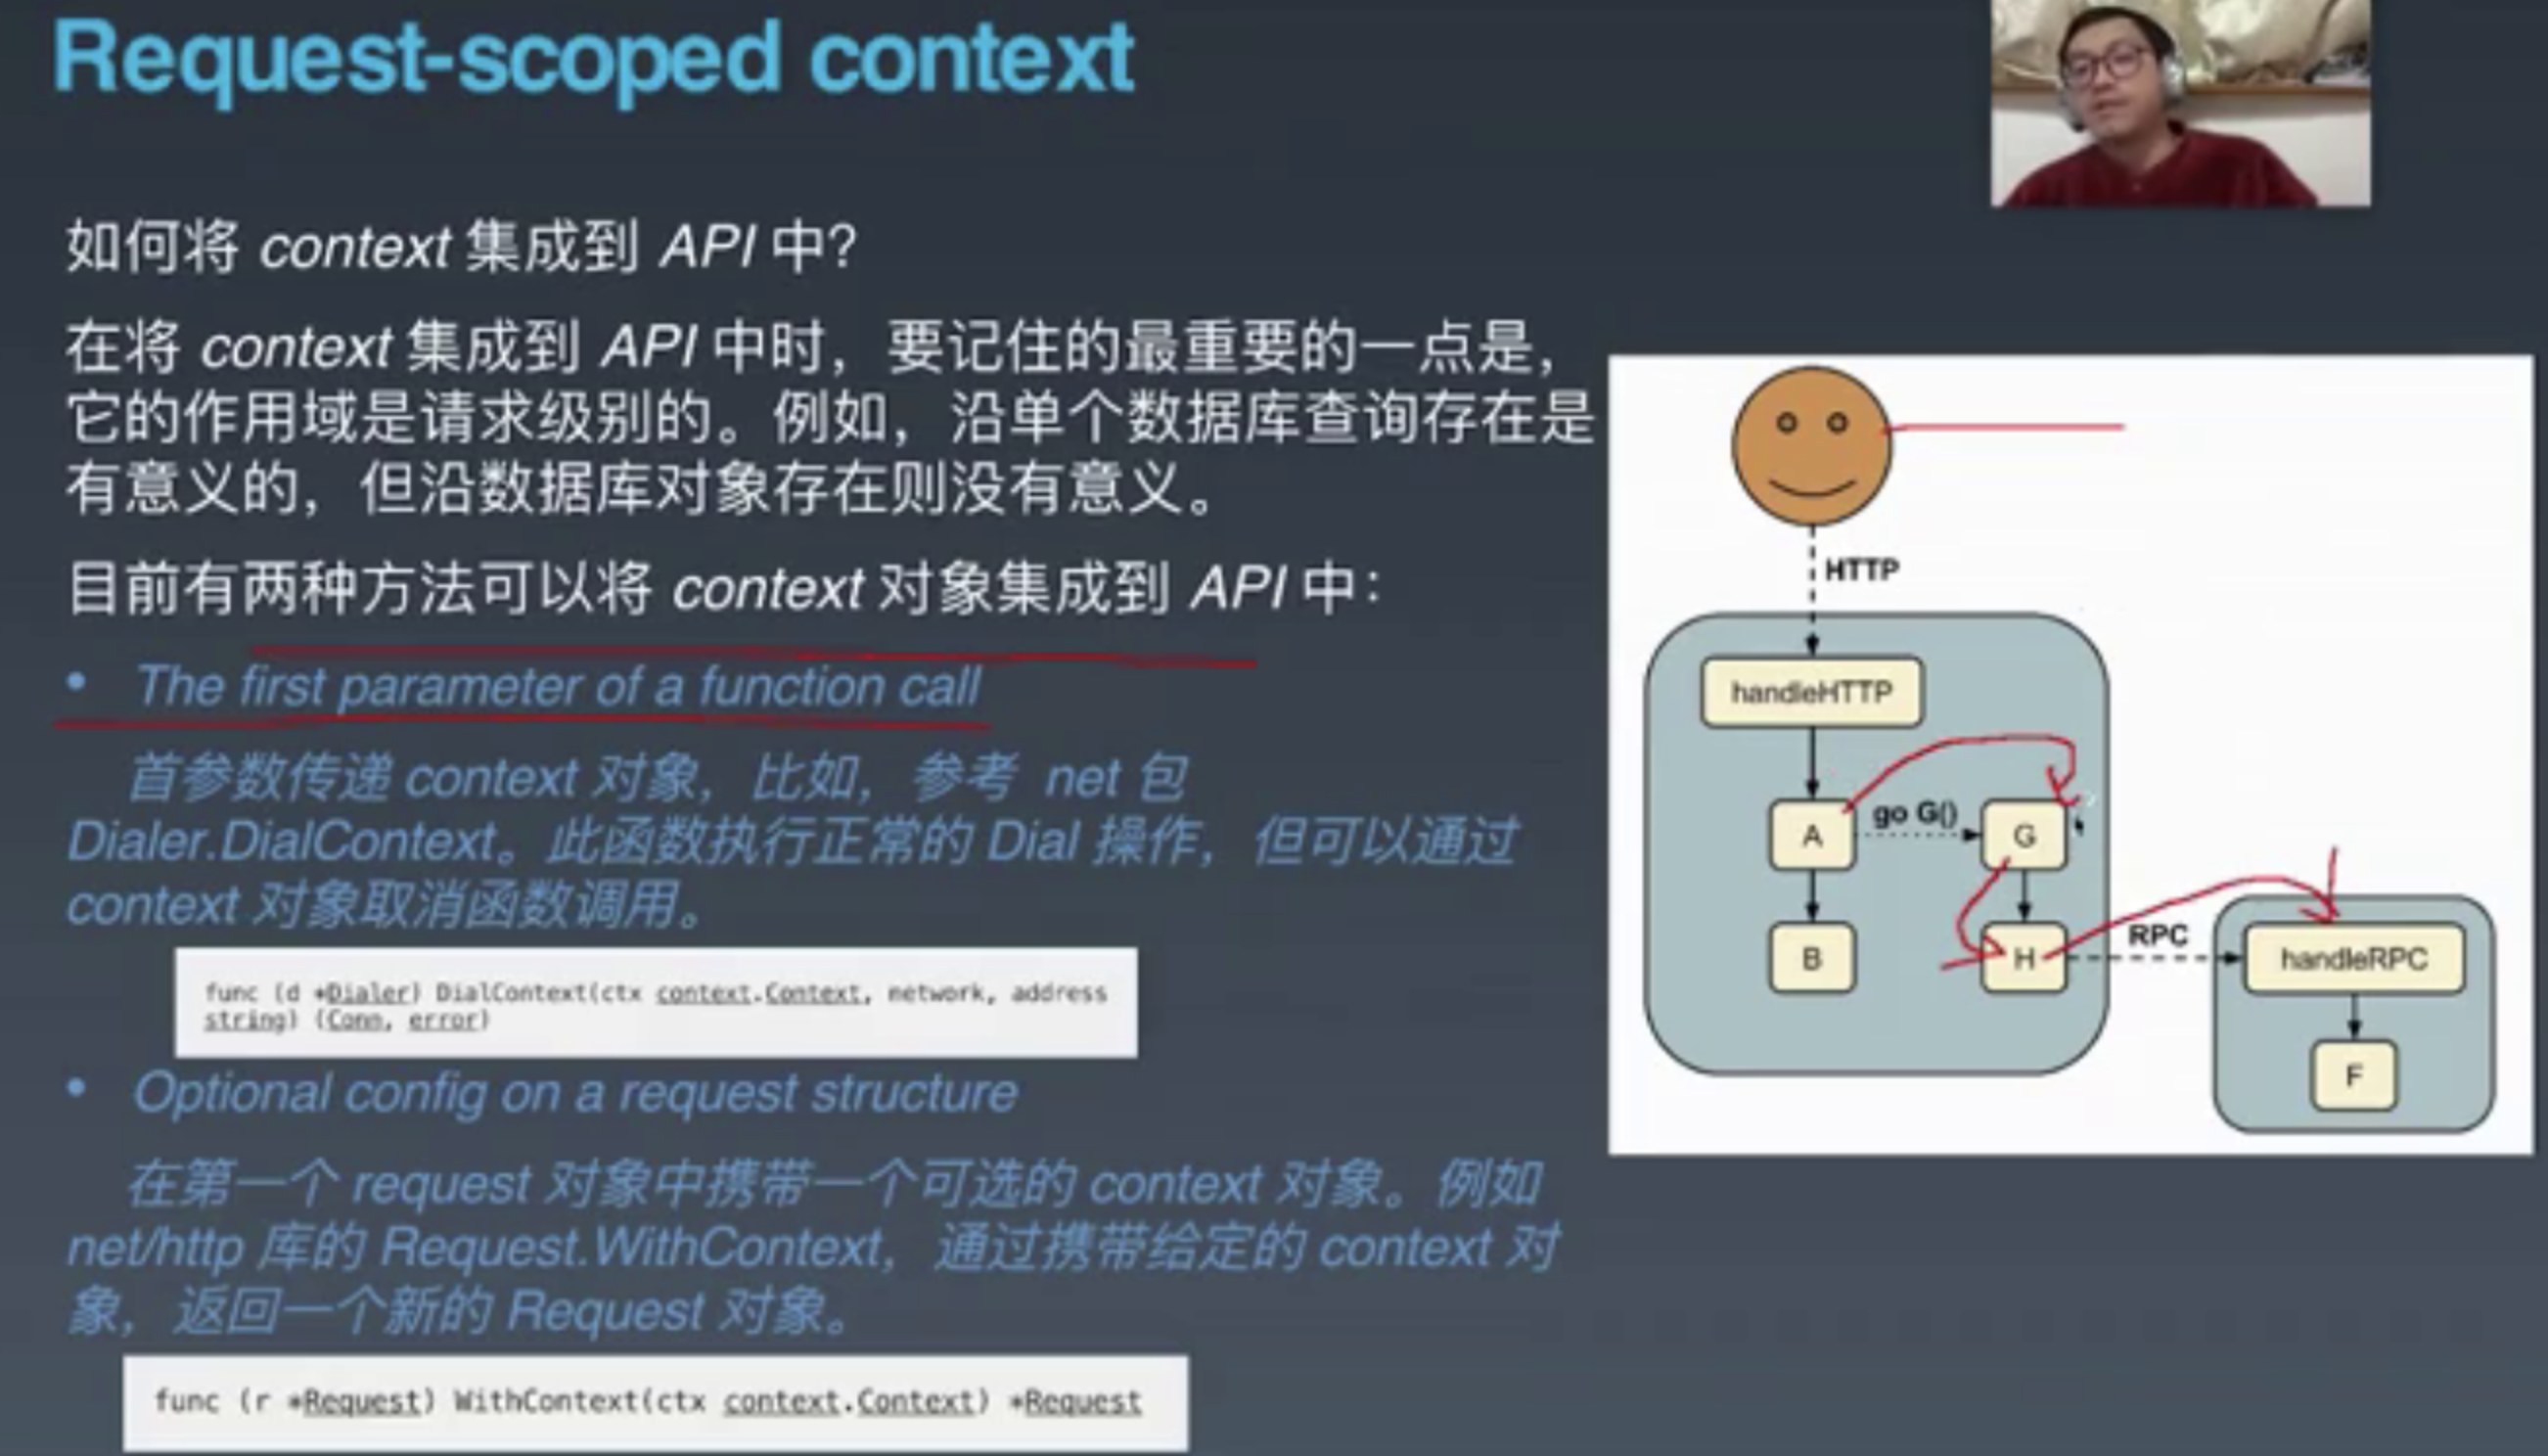 Request-scoped context
如何将 context 集成到 API 中?
在将 context 集成到 API 中时，要记住的最重要的一点是，
它的作用域是请求级别的。例如，沿单个数据库查询存在是
有意义的，但沿数据库对象存在则没有意义。
目前有两种方法可以将 context 对象集成到 API 中：
• The first parameter of a function call
首参数传递 context 对象，比如，参考 net 包
Dialer.DialContext。此函数执行正常的 Dial 操作，但可以通过
context 对象取消函数调用。
func (d *Dialer) DialContext(ctx context.Context, network, address
string) (Conn, error)
• Optional config on a request structure
在第一个 request 对象中携带一个可选的 context 对象。例如
net/http 库的 Request.WithContext，通过携带给定的 context 对
象，返回一个新的 Request 对象。
func (r *Request) WithContext(ctx context.Context) *Request
HTTP
handleHTTP
A
go G()
G
B
H
RPC
handleRPC
F